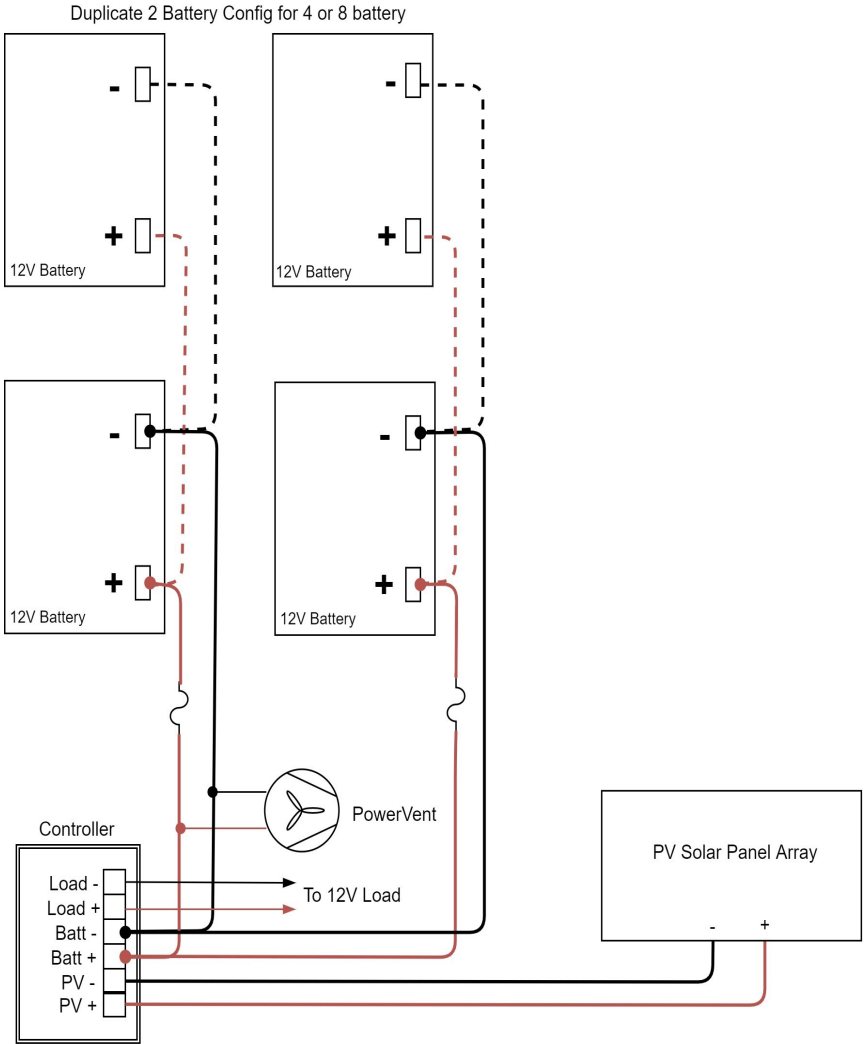 Duplicate 2 Battery Config for 4 or 8 battery
-
-
+
+
12V Battery
12V Battery
-
-
+
+
12V Battery
12V Battery
PowerVent
Controller
PV Solar Panel Array
Load -
To 12V Load
Load +
- +
Batt -
Batt +
PV -
PV +